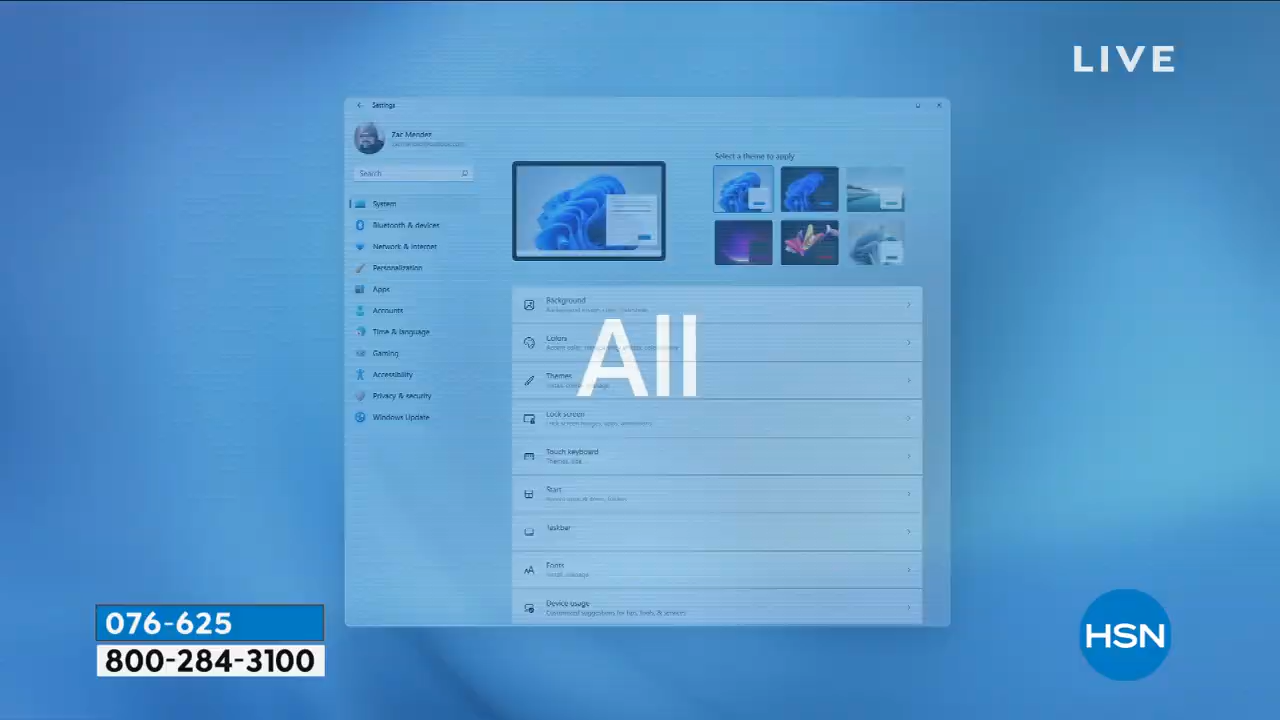 LIVE
Settings
Zac Mendez
Search
Select a theme to apply
System
Bluetooth & devices
Network & internet
Personalization
Apps
Accounts
Time & language
Gaming
Accessibility
Privacy & security
Windows Update
Background
Colors
All
Themes
Lock screen
Touch keyboard
Start
Taskbar
Fonts
Install, manage
Device usage
076-625
800-284-3100
HSN